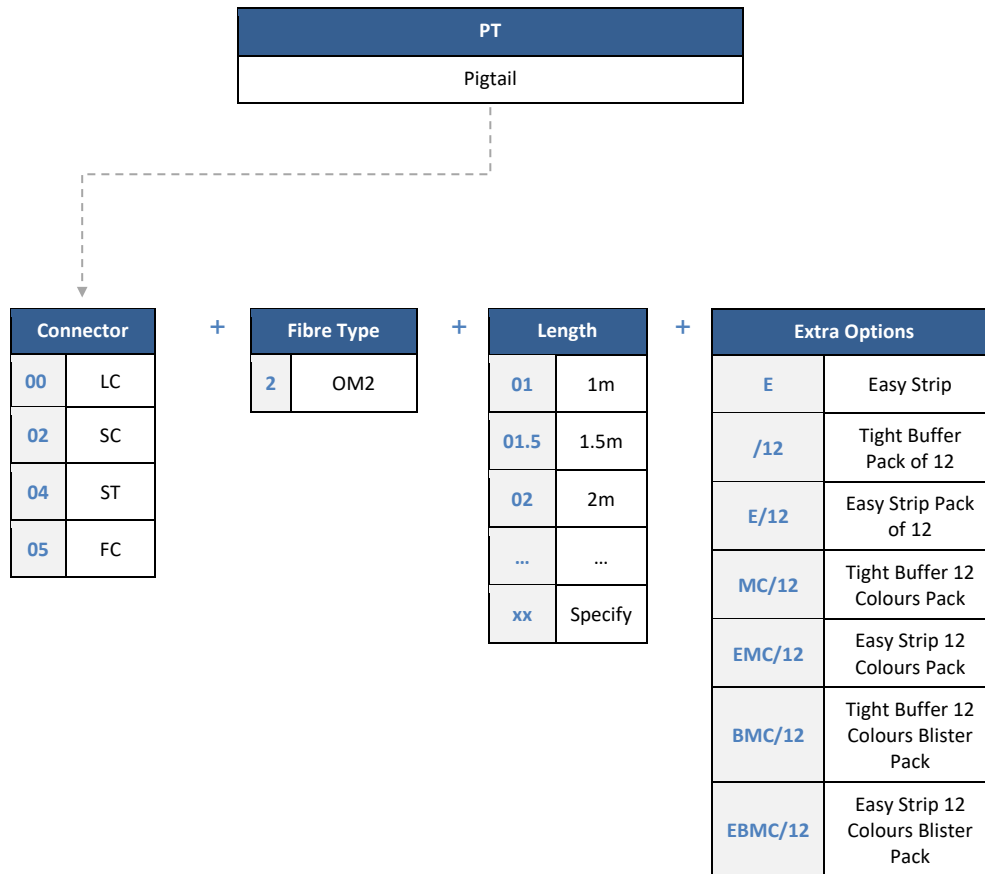 PT
Pigtail
Connector
00 LC
02 SC
04 ST
05 FC
+
Fibre Type
2 OM2
+
Length
01 1m
01.5 1.5m
02 2m
... ...
xx Specify
+
Extra Options
E Easy Strip
/12 Tight Buffer
Pack of 12
E/12 Easy Strip Pack
of 12
MC/12 Tight Buffer 12
Colours Pack
EMC/12 Easy Strip 12
Colours Pack
BMC/12 Tight Buffer 12
Colours Blister
Pack
EBMC/12 Easy Strip 12
Colours Blister
Pack